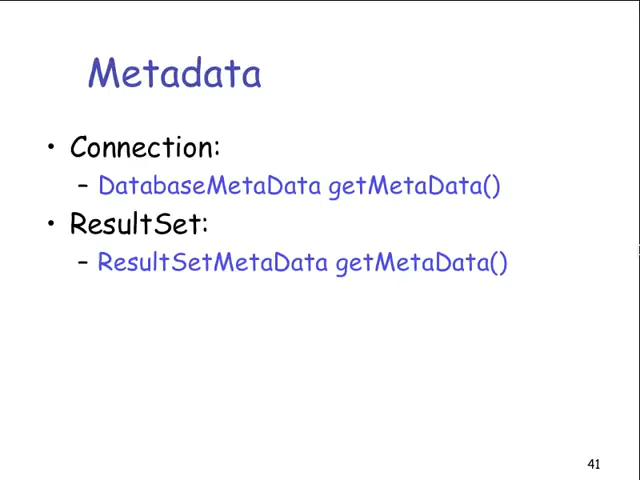 Metadata
• Connection:
– DatabaseMetaData getMetaData()
• ResultSet:
– ResultSetMetaData getMetaData()
41